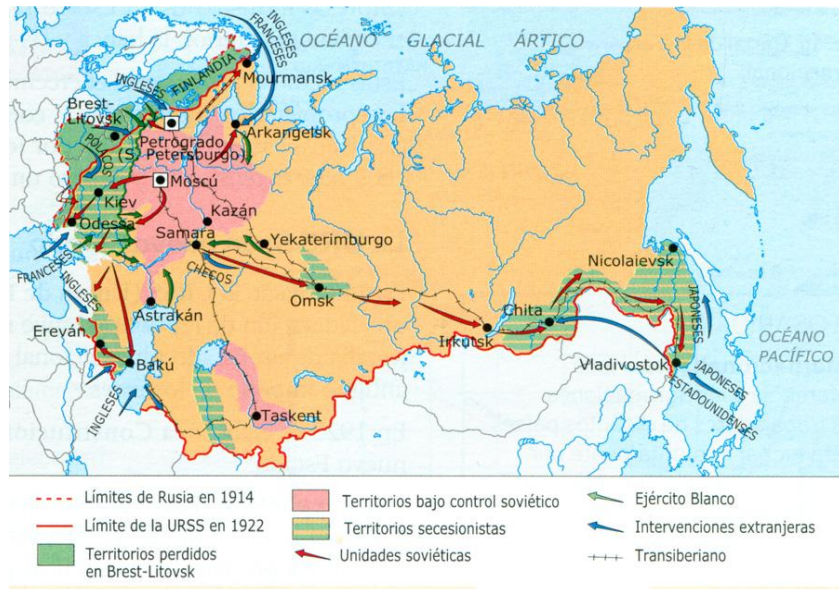 INGLESES
FRANCESES
OCÉANO GLACIAL ÁRTICO
INGLESES
FINLANDIA
Mourmansk
Brest-
Litovsk
Arkangelsk
Petrogrado
(S. Petersburgo)
POLACOS
Moscú
Kiev
Kazán
Odessa
Samara
Yekaterimburgo
Nicolaievsk
FRANCESES
CHECOS
INGLESES
Omsk
Chita
JAPONESES
Astrakán
Irkutsk
OCÉANO
PACÍFICO
Ereván
Bakú
Vladivostok
JAPONESES
ESTADOUNIDENSES
INGLESES
Taskent
Límites de Rusia en 1914
Límite de la URSS en 1922
Territorios perdidos
en Brest-Litovsk
Territorios bajo control soviético
Territorios secesionistas
Unidades soviéticas
Ejército Blanco
Intervenciones extranjeras
Transiberiano